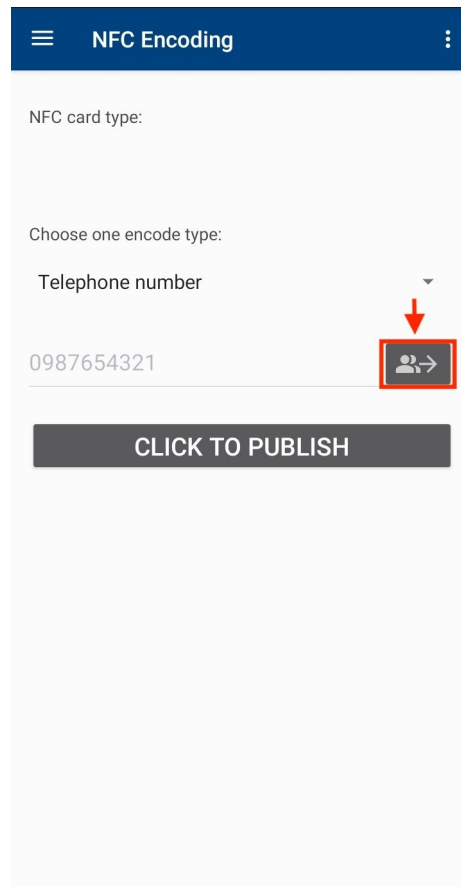 NFC Encoding
NFC card type:
Choose one encode type:
Telephone number
0987654321
CLICK TO PUBLISH